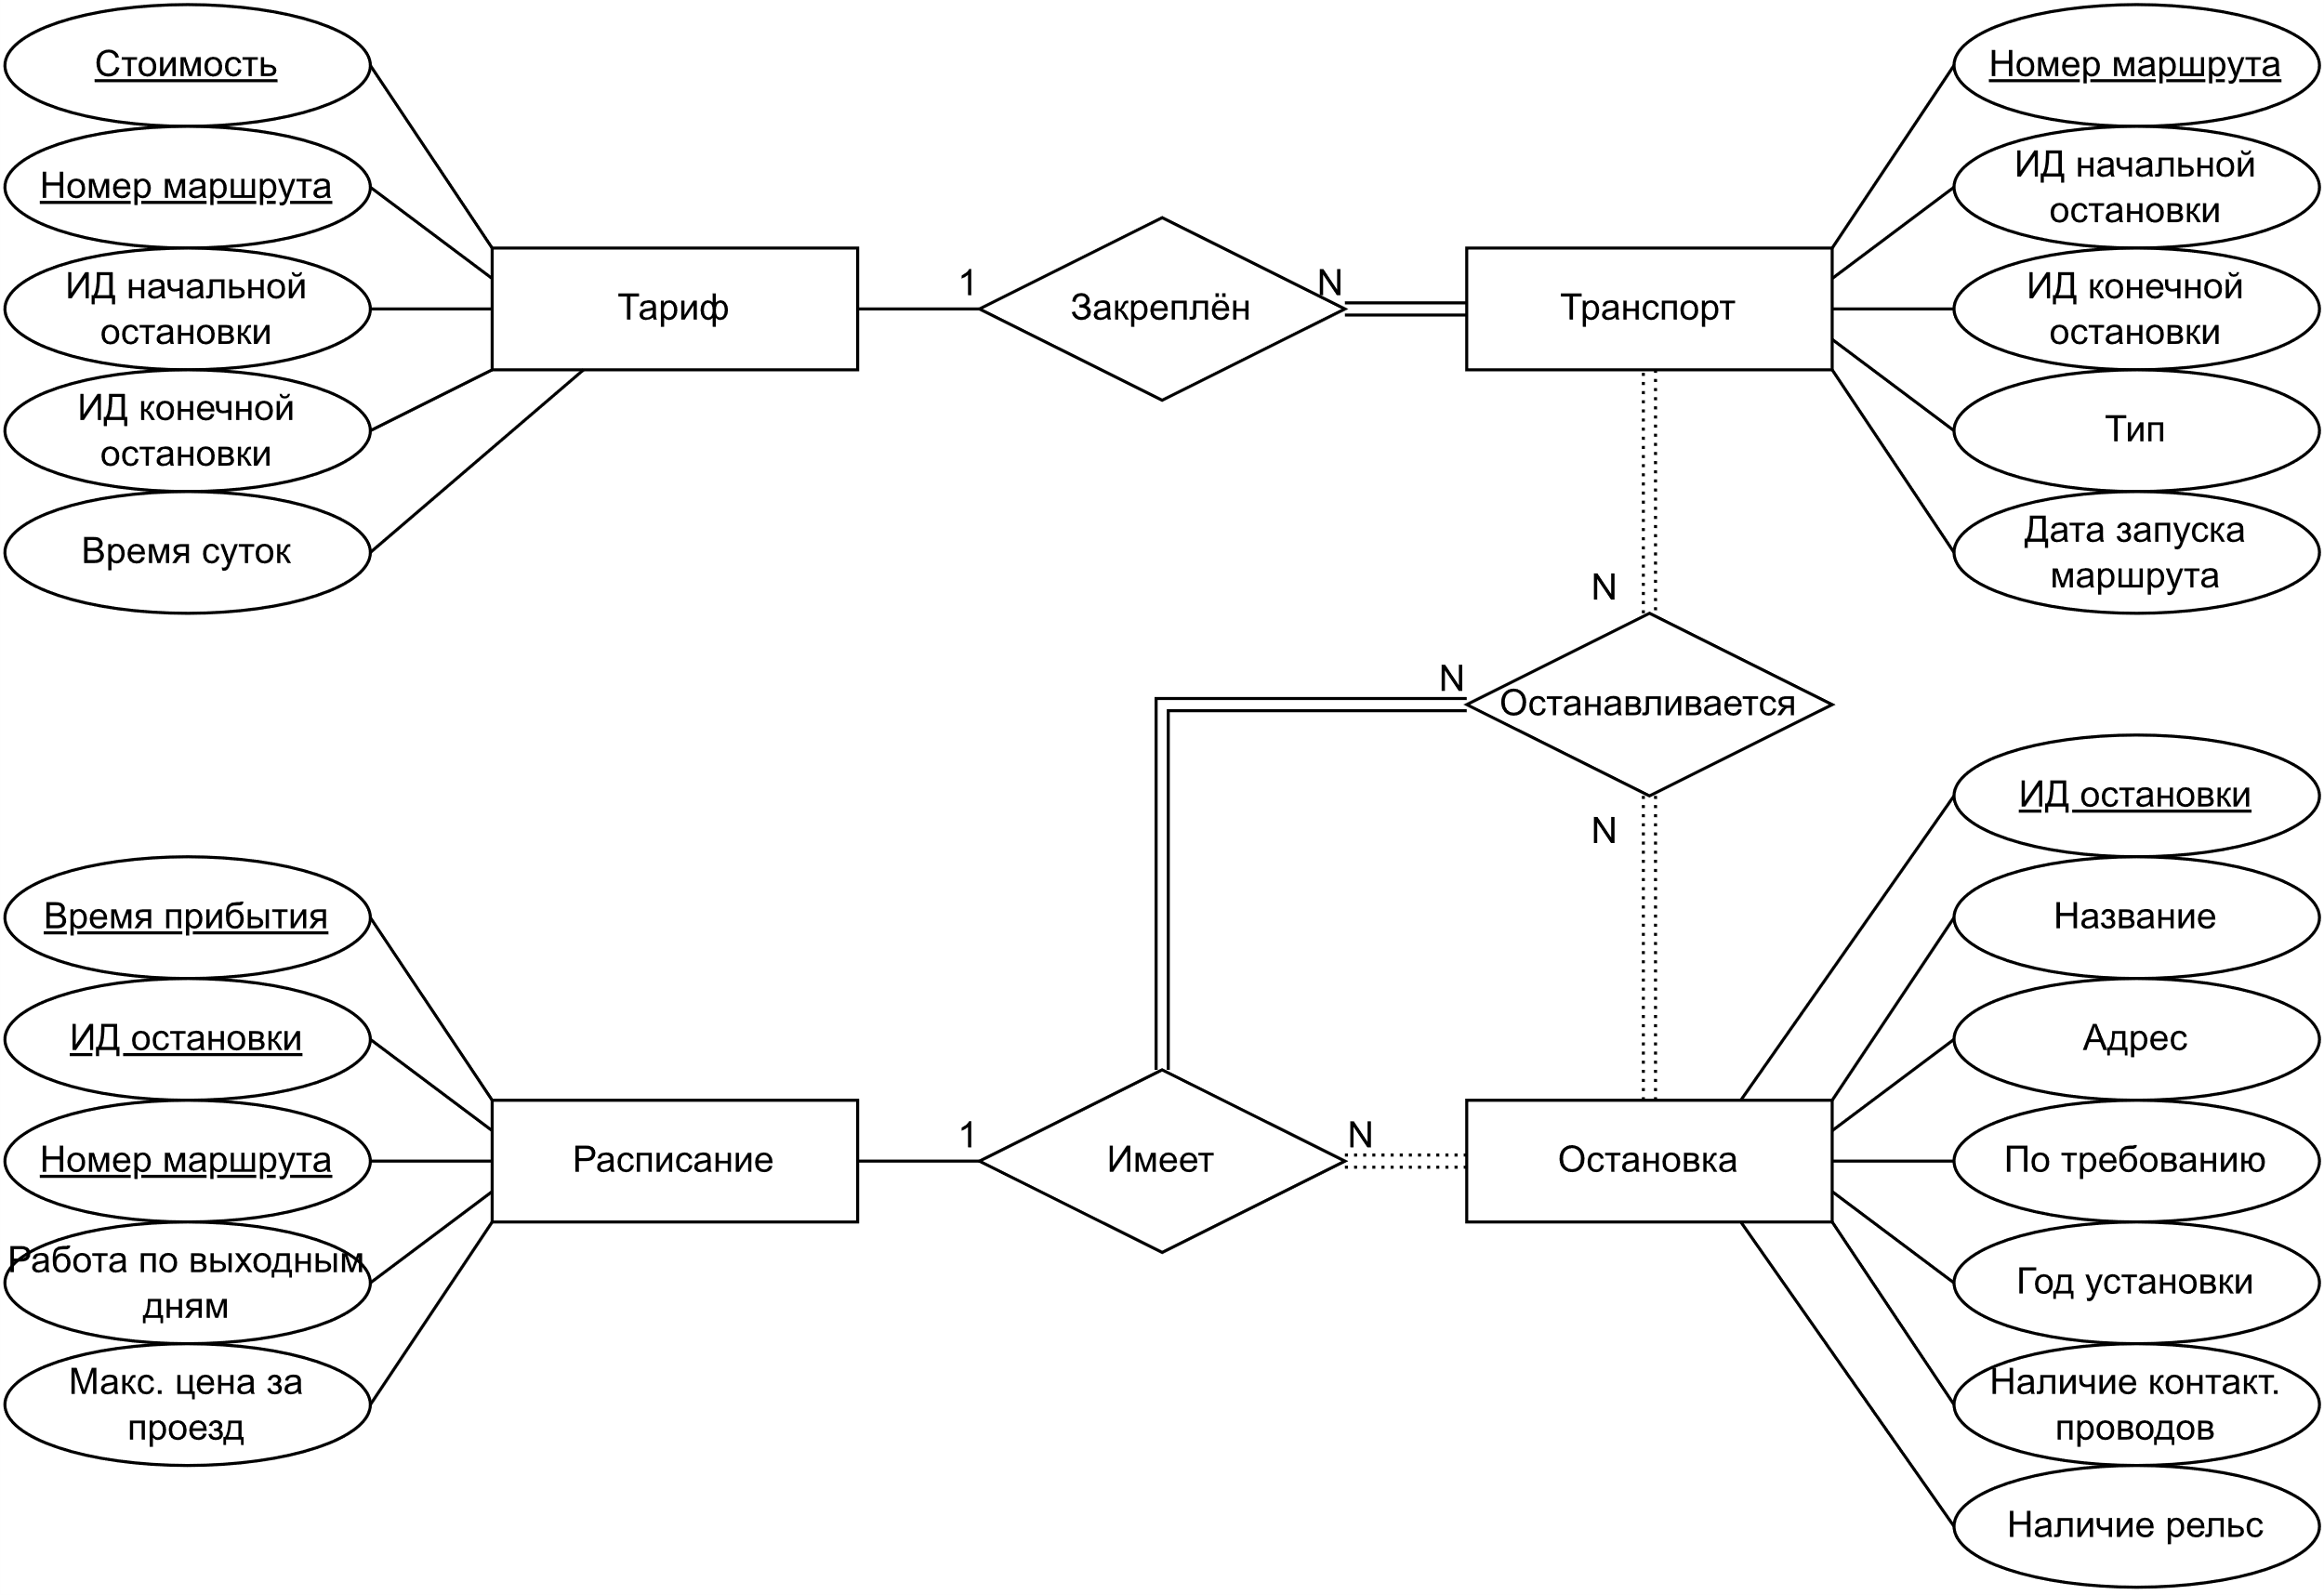 Стоимость
Номер маршрута
ИД начальной
остановки
ИД конечной
остановки
Время суток
Тариф
1
Закреплён
N
Транспорт
Номер маршрута
ИД начальной
остановки
ИД конечной
остановки
Тип
Дата запуска
маршрута
N
N
Останавливается
N
Время прибытия
ИД остановки
Номер маршрута
Работа по выходным
дням
Макс. цена за
проезд
Расписание
1
Имеет
N
Остановка
ИД остановки
Название
Адрес
По требованию
Год установки
Наличие контакт.
проводов
Наличие рельс